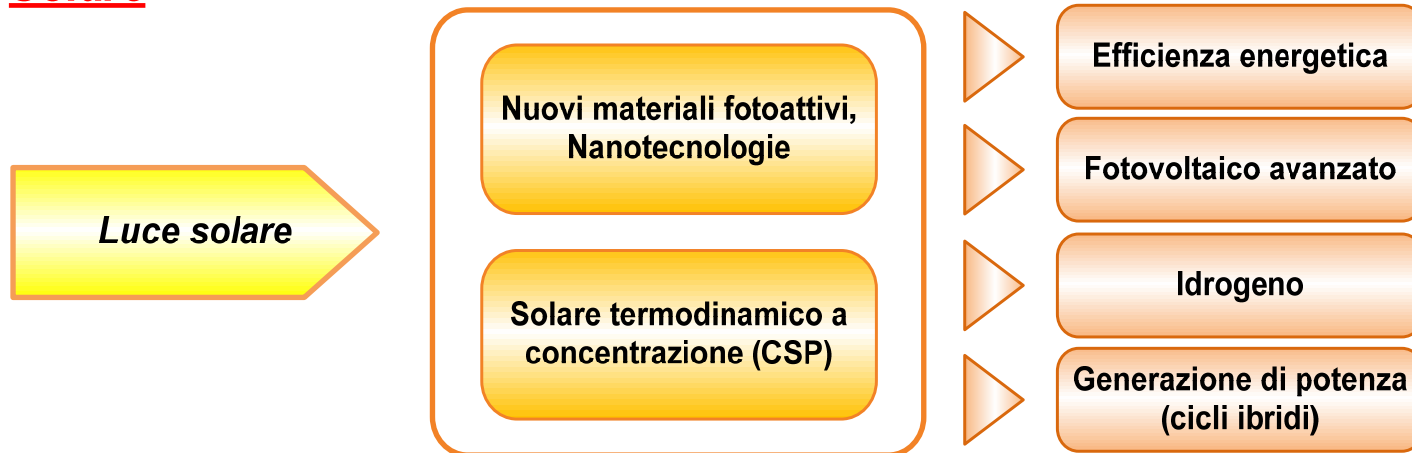 Luce solare
Nuovi materiali fotoattivi,
Nanotecnologie
Solare termodinamico a
concentrazione (CSP)
Efficienza energetica
Fotovoltaico avanzato
Idrogeno
Generazione di potenza
(cicli ibridi)